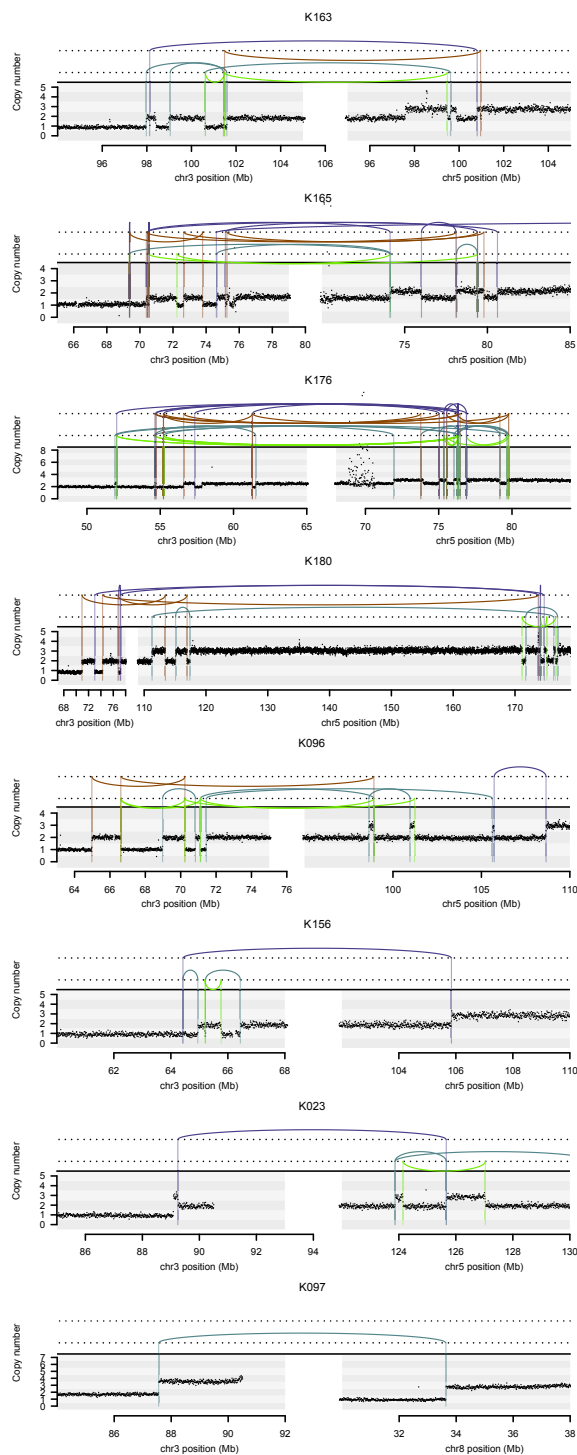 K163
Copy number
5
4
3
2
1
0
96 98 100 102 104 106 96 98 100 102 104
chr3 position (Mb) chr5 position (Mb)
K165
Copy number
4
3
2
1
0
66 68 70 72 74 76 78 80 75 80 85
chr3 position (Mb) chr5 position (Mb)
K176
Copy number
8
6
4
2
0
50 55 60 65 70 75 80
chr3 position (Mb) chr5 position (Mb)
K180
Copy number
5
4
3
2
1
0
68 70 72 74 76 78 110 120 130 140 150 160 170
chr3 position (Mb) chr5 position (Mb)
K096
Copy number
4
3
2
1
0
64 66 68 70 72 74 76 100 105 110
chr3 position (Mb) chr5 position (Mb)
K156
Copy number
5
4
3
2
1
0
62 64 66 68 104 106 108 110
chr3 position (Mb) chr5 position (Mb)
K023
Copy number
5
4
3
2
1
0
86 88 90 92 94 124 126 128 130
chr3 position (Mb) chr5 position (Mb)
K097
Copy number
7
6
5
4
3
2
1
0
86 88 90 92 32 34 36 38
chr3 position (Mb) chr8 position (Mb)